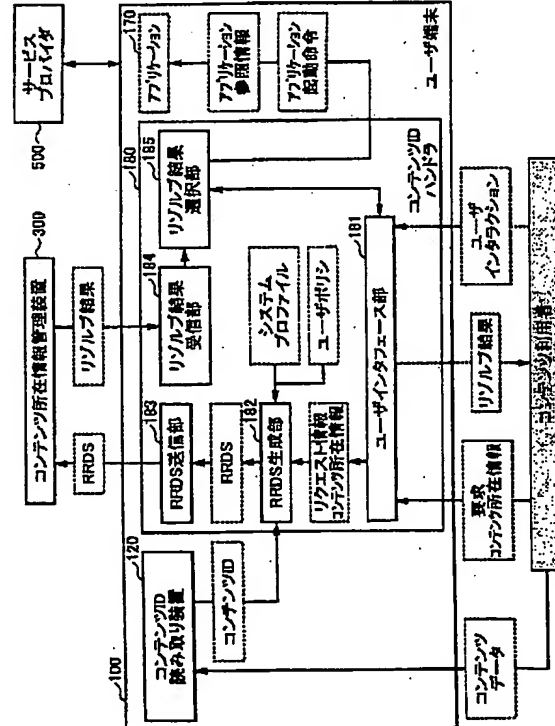 300
コンテンツ所在情報管理装置
500
サービス
プロバイダ
RRDS
リゾルブ結果
100
120
コンテンツID
読み取り装置
コンテンツID
183
RRDS送信部
RRDS
182
RRDS生成部
リクエスト情報
コンテンツ所在情報
184
リゾルブ結果
受信部
システム
プロファイル
ユーザポリシ
180
185
リゾルブ結果
選択部
170
アプリケーション
アプリケーション
参照情報
アプリケーション
起動命令
181
ユーザインタフェース部
コンテンツID
ハンドラ
ユーザ端末
コンテンツ
データ
要求
コンテンツ所在情報
リゾルブ結果
ユーザ
インタラクション
コンテンツ利用者